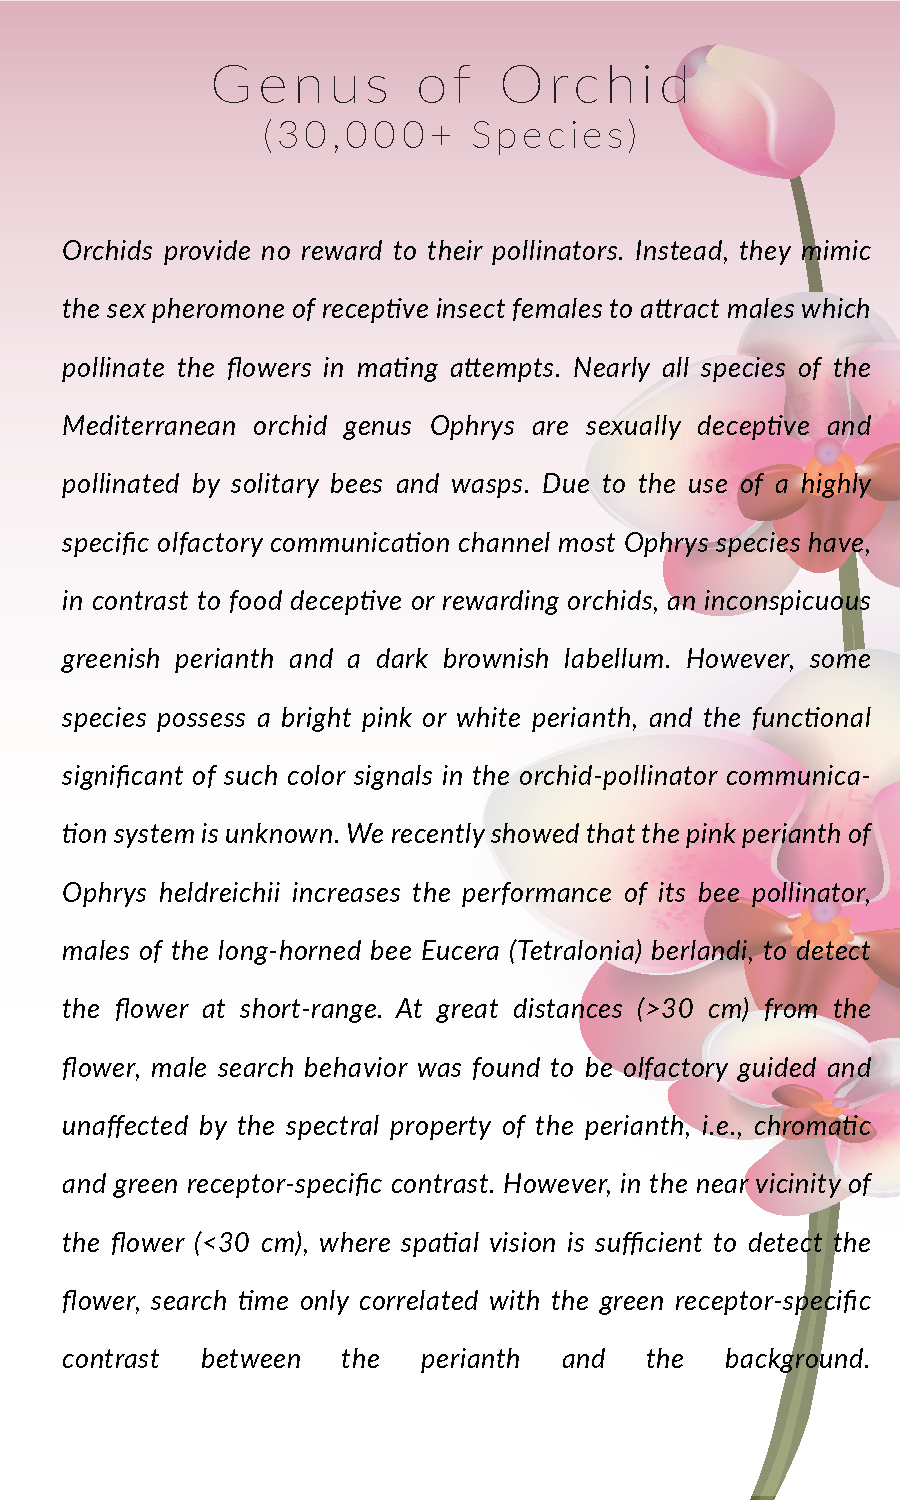 Genus of Orchid
(30,000+ Species)
Orchids provide no reward to their pollinators. Instead, they mimic
the sex pheromone of receptive insect females to attract males which
pollinate the flowers in mating attempts. Nearly all species of the
Mediterranean orchid genus Ophrys are sexually deceptive and
pollinated by solitary bees and wasps. Due to the use of a highly
specific olfactory communication channel most Ophrys species have,
in contrast to food deceptive or rewarding orchids, an inconspicuous
greenish perianth and a dark brownish labellum. However, some
species possess a bright pink or white perianth, and the functional
significant of such color signals in the orchid-pollinator communica-
tion system is unknown. We recently showed that the pink perianth of
Ophrys heldreichii increases the performance of its bee pollinator,
males of the long-horned bee Eucera (Tetralonia) berlandi, to detect
the flower at short-range. At great distances (>30 cm) from the
flower, male search behavior was found to be olfactory guided and
unaffected by the spectral property of the perianth, i.e., chromatic
and green receptor-specific contrast. However, in the near vicinity of
the flower (<30 cm), where spatial vision is sufficient to detect the
flower, search time only correlated with the green receptor-specific
contrast between the perianth and the background.